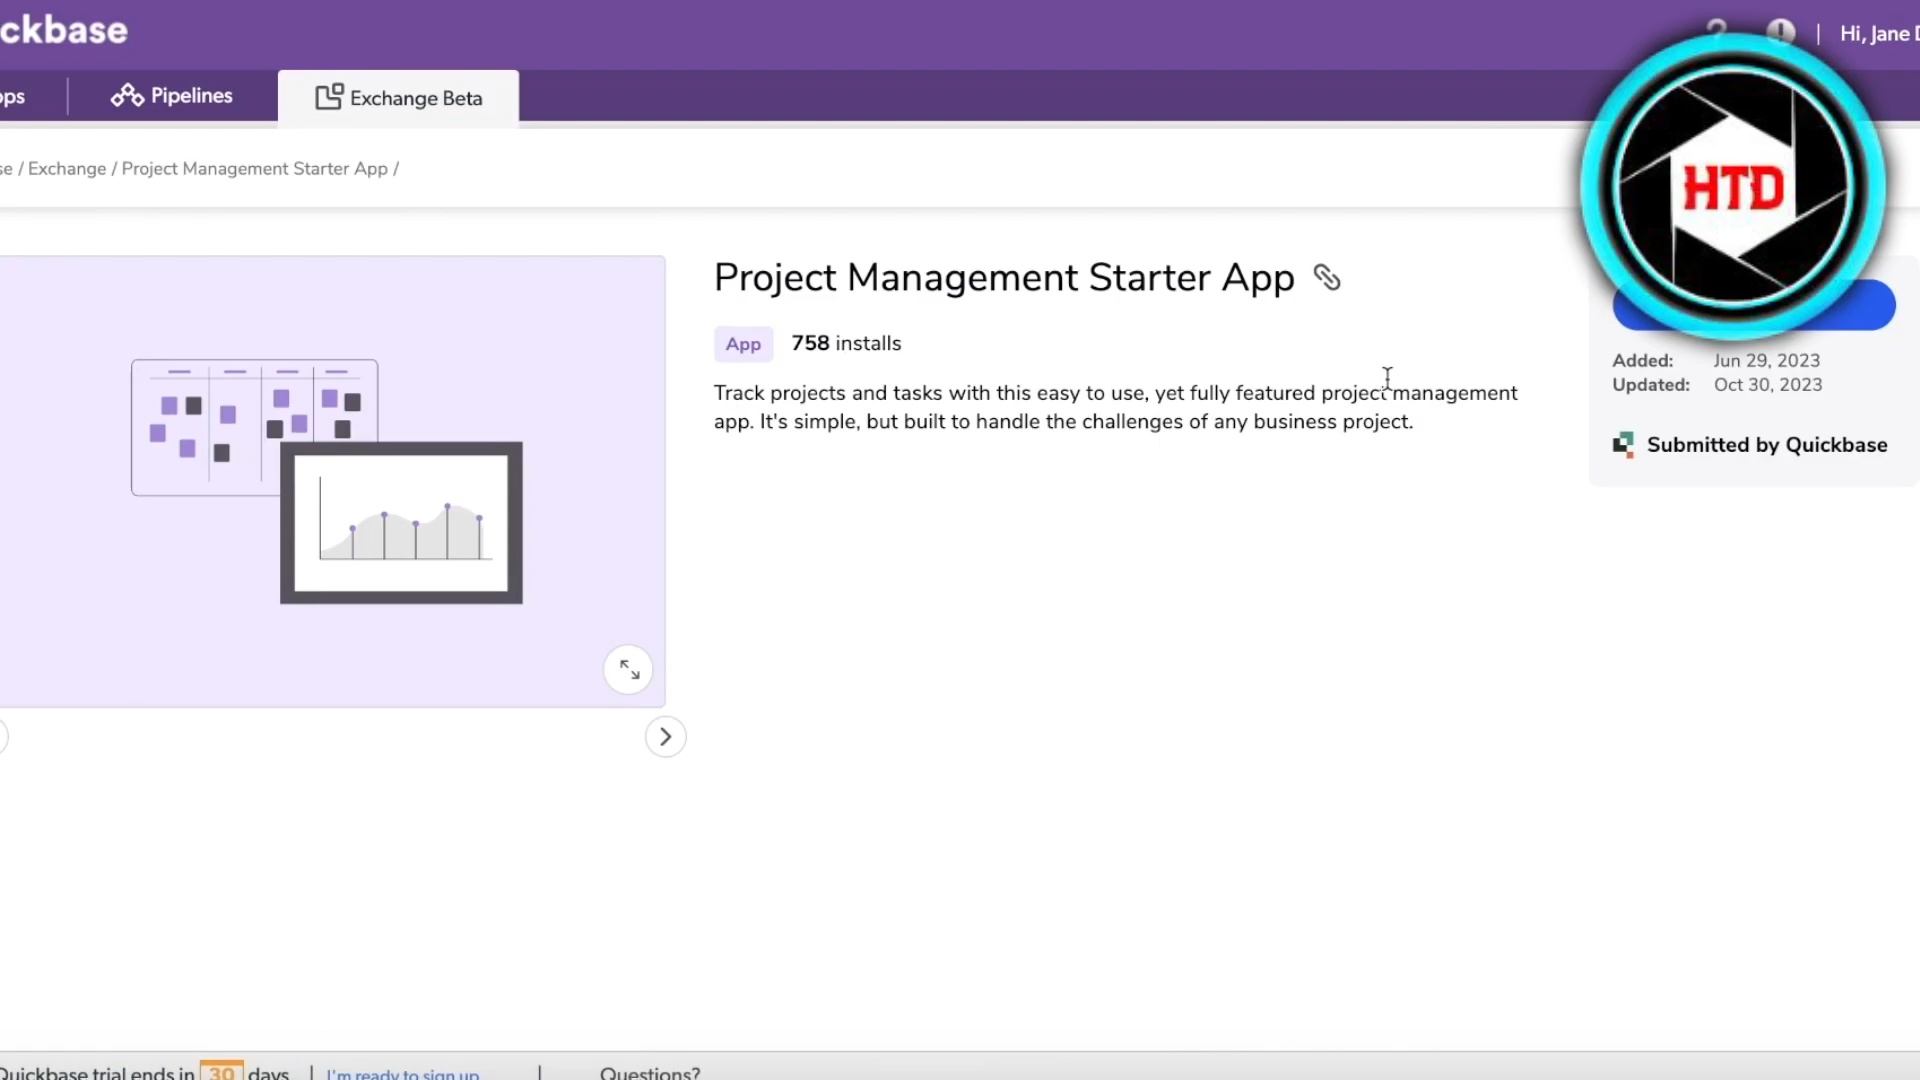 ckbase
Hi, Jane D
ps
Pipelines
Exchange Beta
HTD
se / Exchange / Project Management Starter App /
Project Management Starter App
App 758 installs
Track projects and tasks with this easy to use, yet fully featured project management
app. It's simple, but built to handle the challenges of any business project.
Added: Jun 29, 2023
Updated: Oct 30, 2023
Submitted by Quickbase
Quickbase trial ends in 30 days
I'm ready to sign up
Questions?